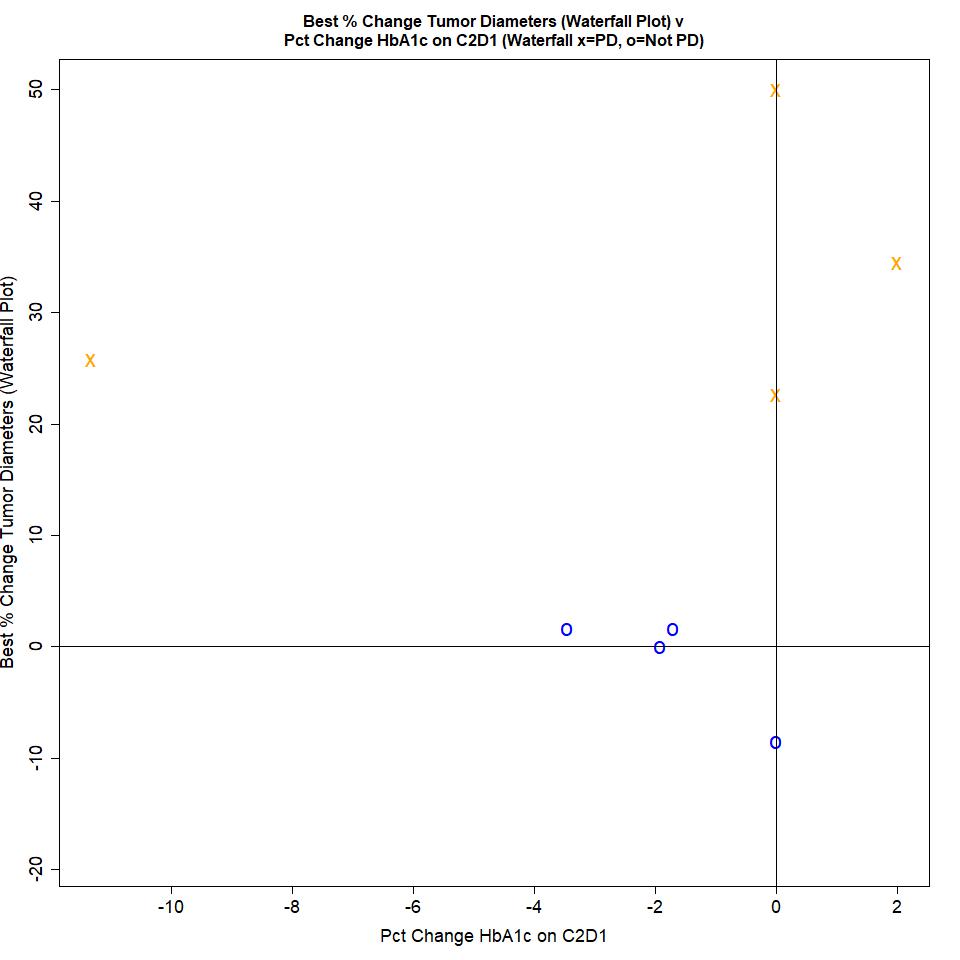 Best % Change Tumor Diameters (Waterfall Plot) v
Pct Change HbA1c on C2D1 (Waterfall x=PD, o=Not PD)
Best % Change Tumor Diameters (Waterfall Plot)
50
40
30
20
10
0
-10
-20
X
X
X
X
O
O
O
O
-10
-8
-6
-4
-2
0
2
Pct Change HbA1c on C2D1